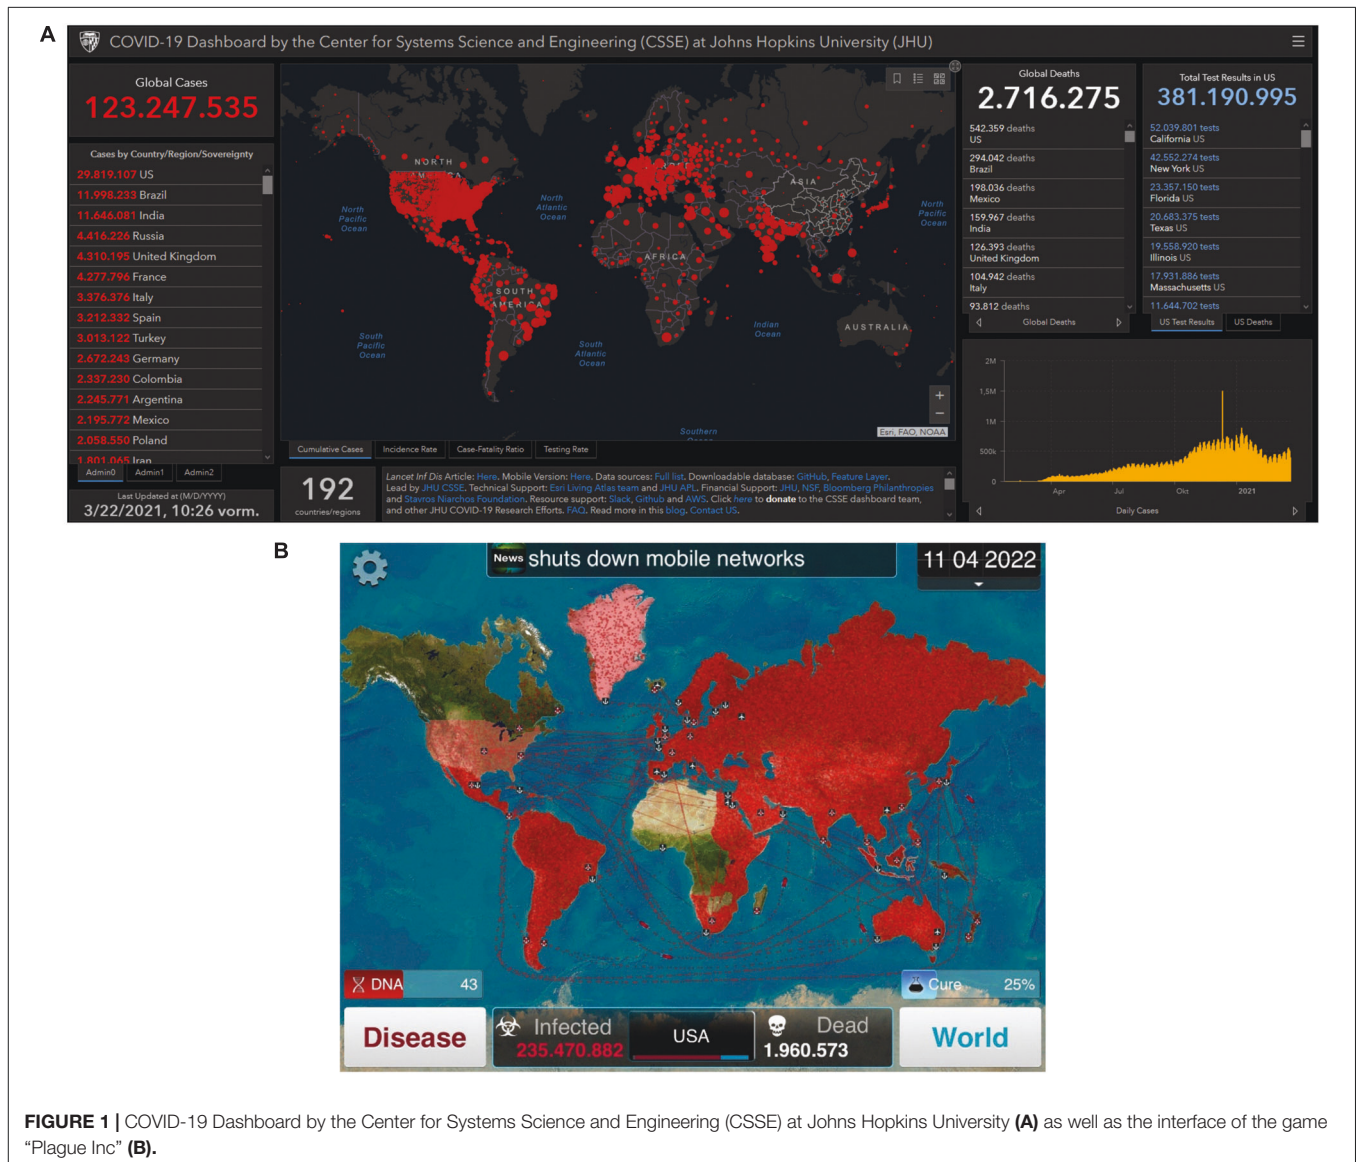 A
COVID-19 Dashboard by the Center for Systems Science and Engineering (CSSE) at Johns Hopkins University (JHU)
Global Cases
123.247.535
Cases by Country/Region/Sovereignty
29.819.107 US
11.998.233 Brazil
11.646.081 India
4.416.226 Russia
4.310.195 United Kingdom
4.277.796 France
3.376.376 Italy
3.212.332 Spain
3.013.122 Turkey
2.672.243 Germany
2.337.230 Colombia
2.245.771 Argentina
2.195.772 Mexico
2.058.550 Poland
1.801.065 Iran
Admin0 Admin1 Admin2
Last Updated at (M/D/YYYY)
3/22/2021, 10:26 vorm.
NORTH
AMERICA
North
Pacific
Ocean
North
Atlantic
Ocean
EUROPE
ASIA
North
Pacific
Ocean
AFRICA
SOUTH
AMERICA
South
Pacific
Ocean
South
Atlantic
Ocean
Indian
Ocean
AUSTRALIA
Southern
Ocean
+
−
Esri, FAO, NOAA
Cumulative Cases Incidence Rate Case-Fatality Ratio Testing Rate
192
countries/regions
Lancet Inf Dis Article: Here. Mobile Version: Here. Data sources: Full list. Downloadable database: GitHub, Feature Layer.
Lead by JHU CSSE. Technical Support: Esri Living Atlas team and JHU APL. Financial Support: JHU, NSF, Bloomberg Philanthropies
and Stavros Niarchos Foundation. Resource support: Slack, Github and AWS. Click here to donate to the CSSE dashboard team,
and other JHU COVID-19 Research Efforts. FAQ. Read more in this blog. Contact US.
Global Deaths
2.716.275
542.359 deaths
US
294.042 deaths
Brazil
198.036 deaths
Mexico
159.967 deaths
India
126.393 deaths
United Kingdom
104.942 deaths
Italy
93.812 deaths
Global Deaths
Total Test Results in US
381.190.995
52.039.801 tests
California US
42.552.274 tests
New York US
23.357.150 tests
Florida US
20.683.375 tests
Texas US
19.558.920 tests
Illinois US
17.931.886 tests
Massachusetts US
11.644.702 tests
US Test Results US Deaths
2M
1,5M
1M
500k
0
Apr Jul Okt 2021
Daily Cases
B
News shuts down mobile networks
11 04 2022
DNA 43
Cure 25%
Disease
Infected
235.470.882
USA
Dead
1.960.573
World
FIGURE 1 | COVID-19 Dashboard by the Center for Systems Science and Engineering (CSSE) at Johns Hopkins University (A) as well as the interface of the game
“Plague Inc” (B).